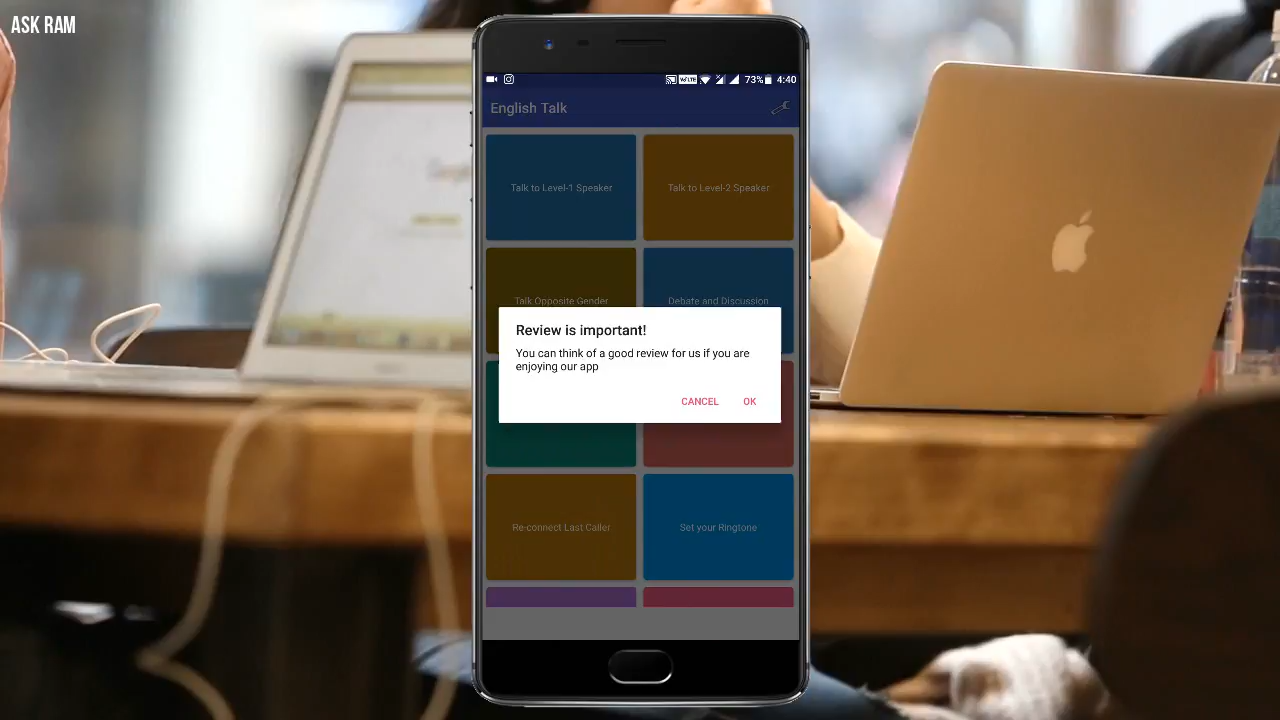 ASK RAM
VoLTE
73%
4:40
English Talk
Talk to Level-1 Speaker
Talk to Level-2 Speaker
Talk Opposite Gender
Debate and Discussion
Review is important!
You can think of a good review for us if you are
enjoying our app
CANCEL
OK
Re-connect Last Caller
Set your Ringtone